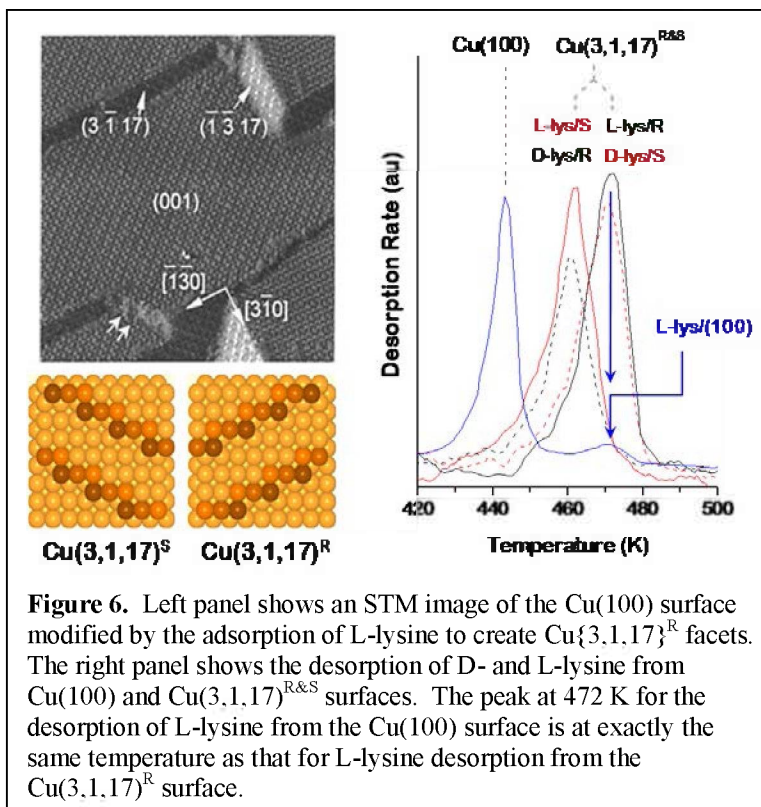 (3 1̅ 17)
(1̅ 3̅ 17)
(001)
[1̅3̅0]
[31̅0]
Cu(3,1,17)ˢ Cu(3,1,17)ᴿ
Cu(100) Cu(3,1,17)ᴿ&ˢ
L-lys/S L-lys/R
D-lys/R D-lys/S
L-lys/(100)
Desorption Rate (au)
420 440 460 480 500
Temperature (K)
Figure 6. Left panel shows an STM image of the Cu(100) surface
modified by the adsorption of L-lysine to create Cu{3,1,17}ᴿ facets.
The right panel shows the desorption of D- and L-lysine from
Cu(100) and Cu(3,1,17)ᴿ&ˢ surfaces. The peak at 472 K for the
desorption of L-lysine from the Cu(100) surface is at exactly the
same temperature as that for L-lysine desorption from the
Cu(3,1,17)ᴿ surface.